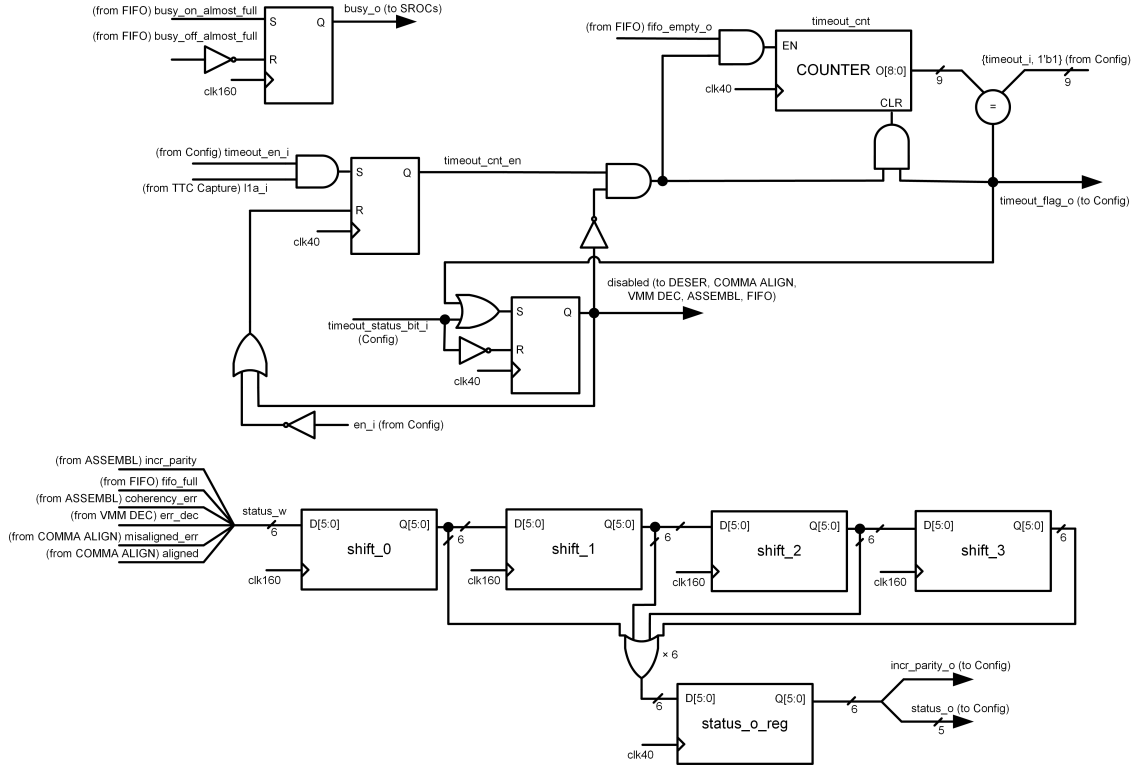 (from FIFO) busy_on_almost_full
S
Q
busy_o (to SROCs)
(from FIFO) busy_off_almost_full
R
clk160
(from FIFO) fifo_empty_o
timeout_cnt
EN
COUNTER
O[8:0]
clk40
CLR
9
{timeout_i, 1'b1} (from Config)
9
=
(from Config) timeout_en_i
(from TTC Capture) l1a_i
S
Q
timeout_cnt_en
R
clk40
timeout_flag_o (to Config)
disabled (to DESER, COMMA ALIGN,
VMM DEC, ASSEMBL, FIFO)
timeout_status_bit_i
(Config)
S
Q
R
clk40
en_i (from Config)
(from ASSEMBL) incr_parity
(from FIFO) fifo_full
(from ASSEMBL) coherency_err
(from VMM DEC) err_dec
(from COMMA ALIGN) misaligned_err
(from COMMA ALIGN) aligned
status_w
6
D[5:0]
Q[5:0]
shift_0
clk160
6
D[5:0]
Q[5:0]
shift_1
clk160
6
D[5:0]
Q[5:0]
shift_2
clk160
6
D[5:0]
Q[5:0]
shift_3
clk160
6
× 6
6
D[5:0]
Q[5:0]
status_o_reg
clk40
6
incr_parity_o (to Config)
status_o (to Config)
5